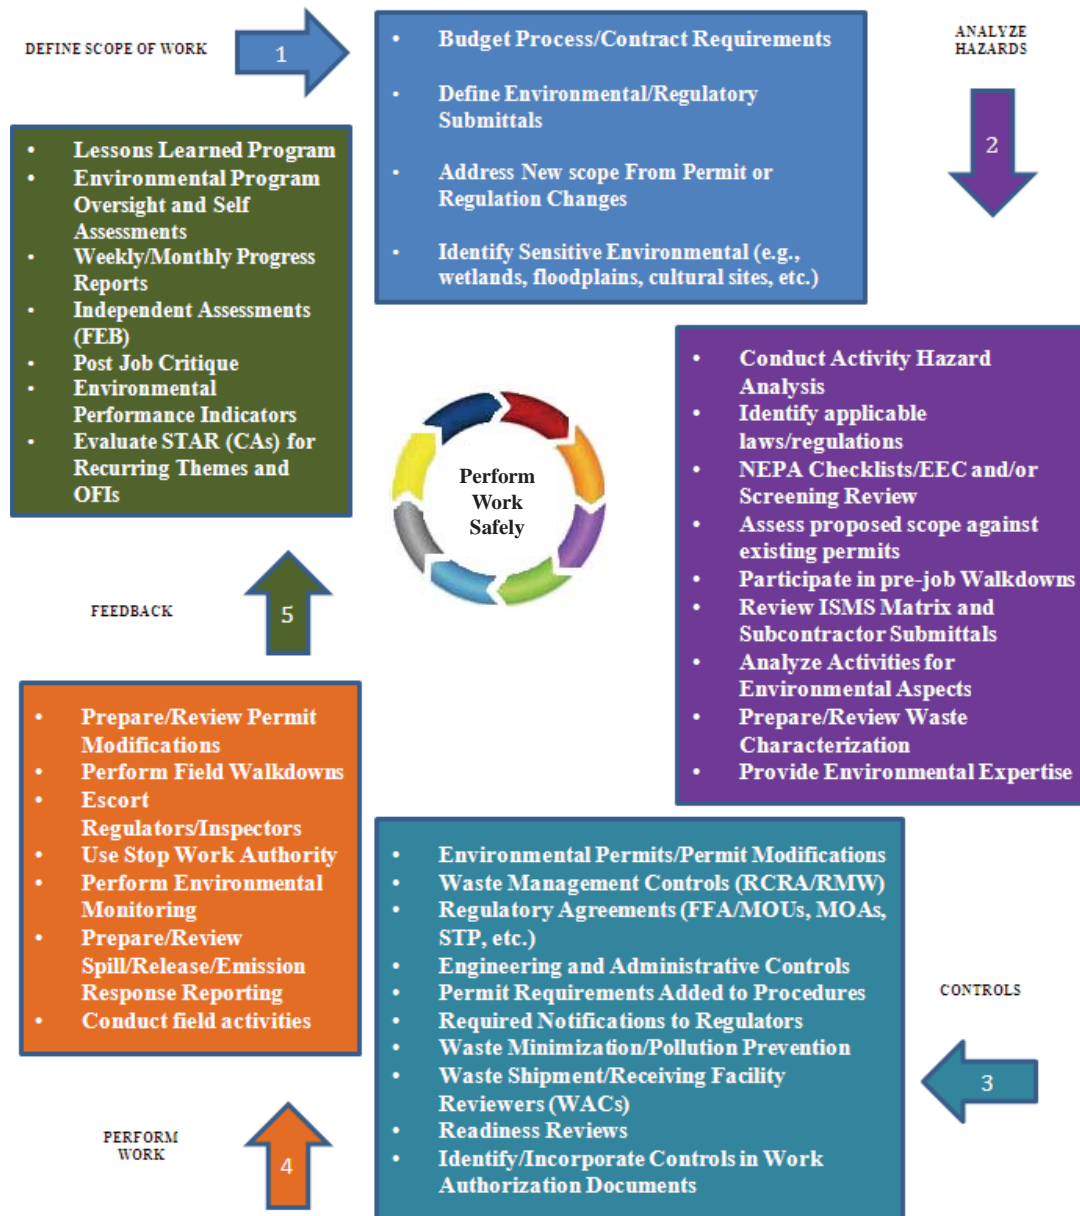 DEFINE SCOPE OF WORK
1
• Budget Process/Contract Requirements
• Define Environmental/Regulatory
Submittals
• Address New scope From Permit or
Regulation Changes
• Identify Sensitive Environmental (e.g.,
wetlands, floodplains, cultural sites, etc.)
ANALYZE
HAZARDS
2
• Conduct Activity Hazard
Analysis
• Identify applicable
laws/regulations
• NEPA Checklists/EEC and/or
Screening Review
• Assess proposed scope against
existing permits
• Participate in pre-job Walkdowns
• Review ISMS Matrix and
Subcontractor Submittals
• Analyze Activities for
Environmental Aspects
• Prepare/Review Waste
Characterization
• Provide Environmental Expertise
CONTROLS
3
• Environmental Permits/Permit Modifications
• Waste Management Controls (RCRA/RMW)
• Regulatory Agreements (FFA/MOUs, MOAs,
STP, etc.)
• Engineering and Administrative Controls
• Permit Requirements Added to Procedures
• Required Notifications to Regulators
• Waste Minimization/Pollution Prevention
• Waste Shipment/Receiving Facility
Reviewers (WACs)
• Readiness Reviews
• Identify/Incorporate Controls in Work
Authorization Documents
PERFORM
WORK
4
• Prepare/Review Permit
Modifications
• Perform Field Walkdowns
• Escort
Regulators/Inspectors
• Use Stop Work Authority
• Perform Environmental
Monitoring
• Prepare/Review
Spill/Release/Emission
Response Reporting
• Conduct field activities
FEEDBACK
5
• Lessons Learned Program
• Environmental Program
Oversight and Self
Assessments
• Weekly/Monthly Progress
Reports
• Independent Assessments
(FEB)
• Post Job Critique
• Environmental
Performance Indicators
• Evaluate STAR (CAs) for
Recurring Themes and
OFIs
Perform
Work
Safely